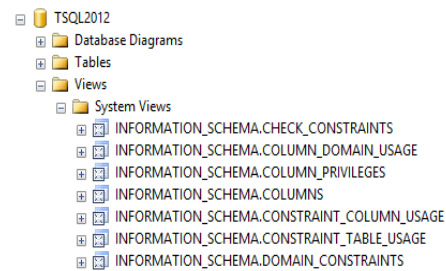 TSQL2012
Database Diagrams
Tables
Views
System Views
INFORMATION_SCHEMA.CHECK_CONSTRAINTS
INFORMATION_SCHEMA.COLUMN_DOMAIN_USAGE
INFORMATION_SCHEMA.COLUMN_PRIVILEGES
INFORMATION_SCHEMA.COLUMNS
INFORMATION_SCHEMA.CONSTRAINT_COLUMN_USAGE
INFORMATION_SCHEMA.CONSTRAINT_TABLE_USAGE
INFORMATION_SCHEMA.DOMAIN_CONSTRAINTS